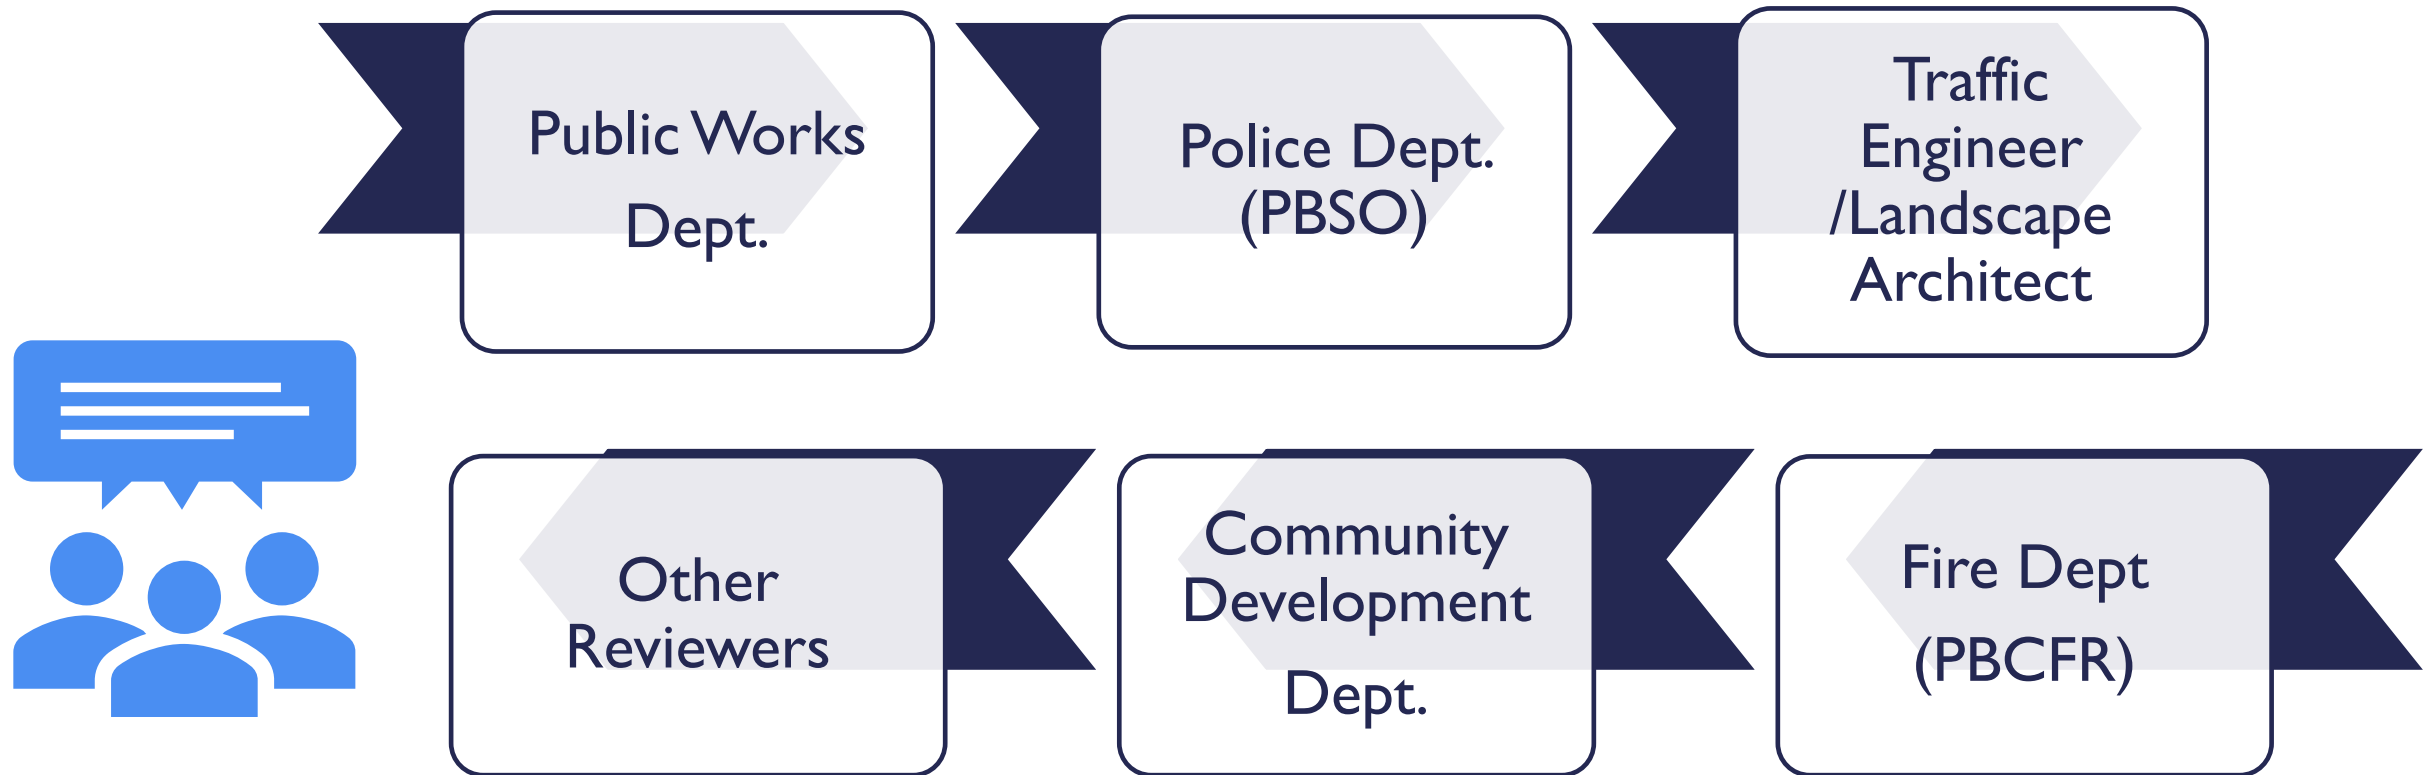 Public Works
Dept.
Police Dept.
(PBSO)
Traffic
Engineer
/Landscape
Architect
Other
Reviewers
Community
Development
Dept.
Fire Dept
(PBCFR)